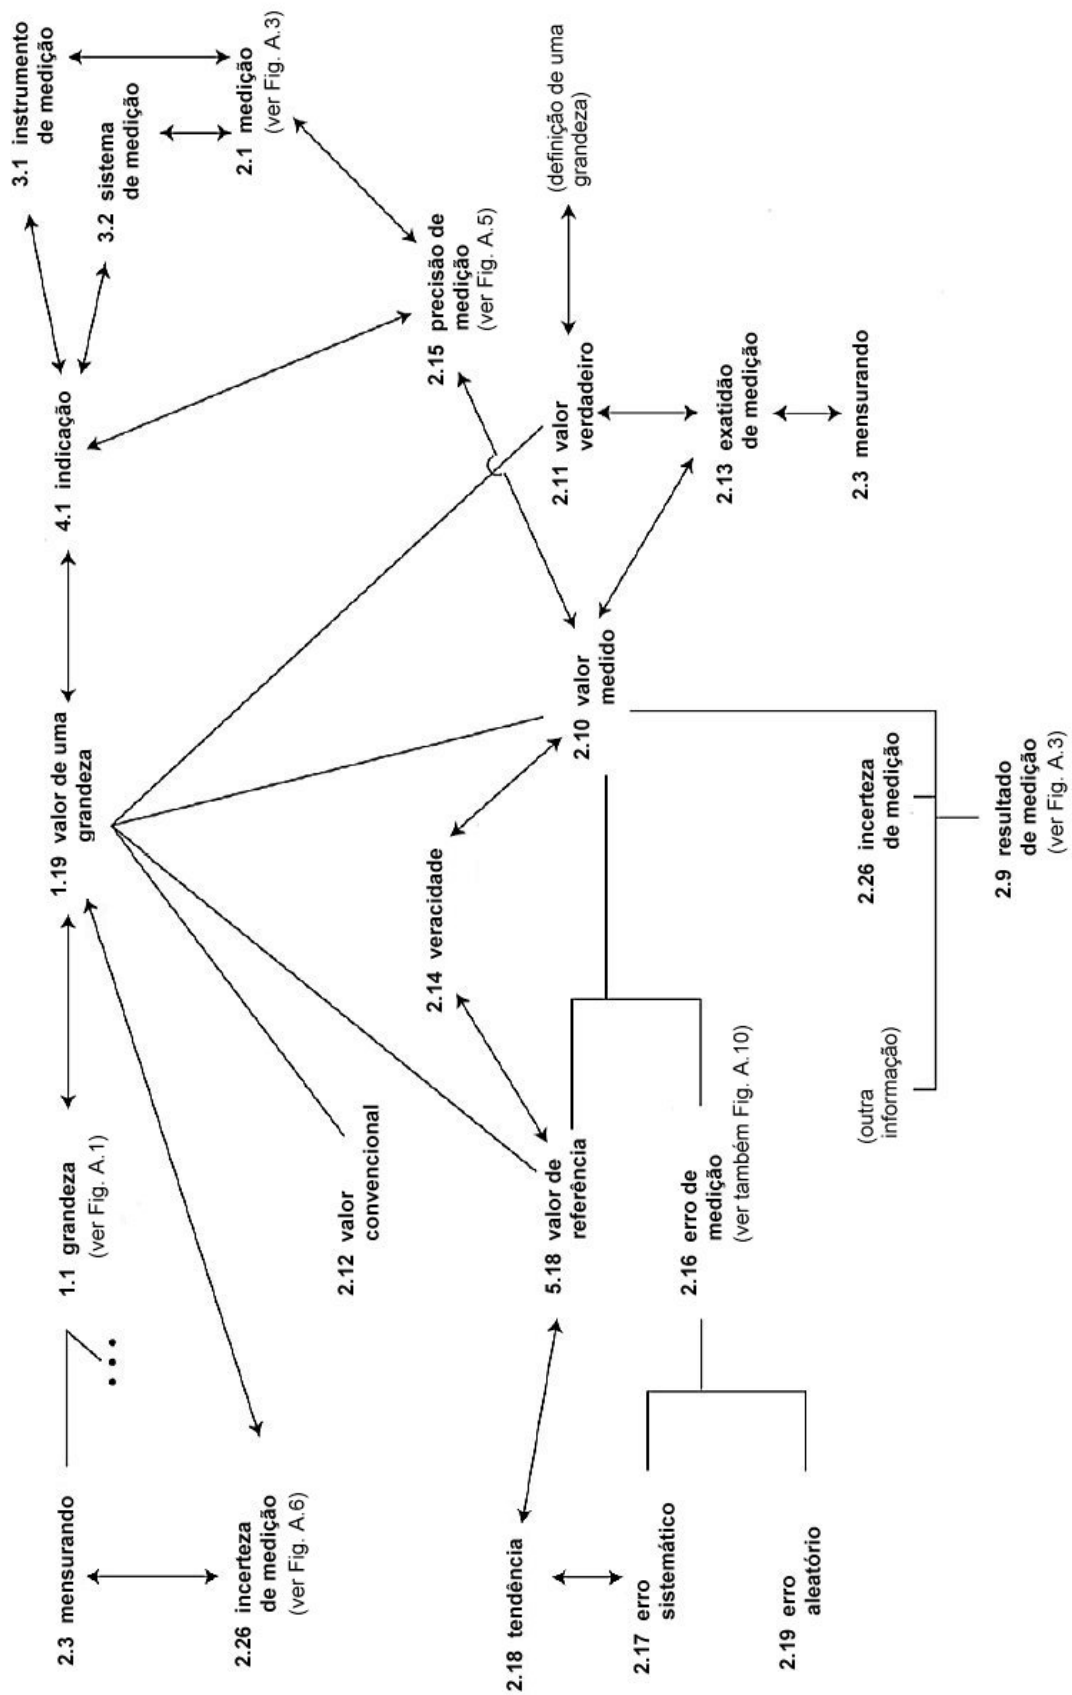 2.3 mensurando
2.26 incerteza
de medição
(ver Fig. A.6)
1.1 grandeza
(ver Fig. A.1)
1.19 valor de uma
grandeza
4.1 indicação
3.1 instrumento
de medição
3.2 sistema
de medição
2.1 medição
(ver Fig. A.3)
2.12 valor
convencional
2.14 veracidade
2.15 precisão de
medição
(ver Fig. A.5)
2.18 tendência
5.18 valor de
referência
2.10 valor
medido
2.11 valor
verdadeiro
(definição de uma
grandeza)
2.17 erro
sistemático
2.16 erro de
medição
(ver também Fig. A.10)
2.13 exatidão
de medição
2.19 erro
aleatório
2.3 mensurando
(outra
informação)
2.26 incerteza
de medição
2.9 resultado
de medição
(ver Fig. A.3)